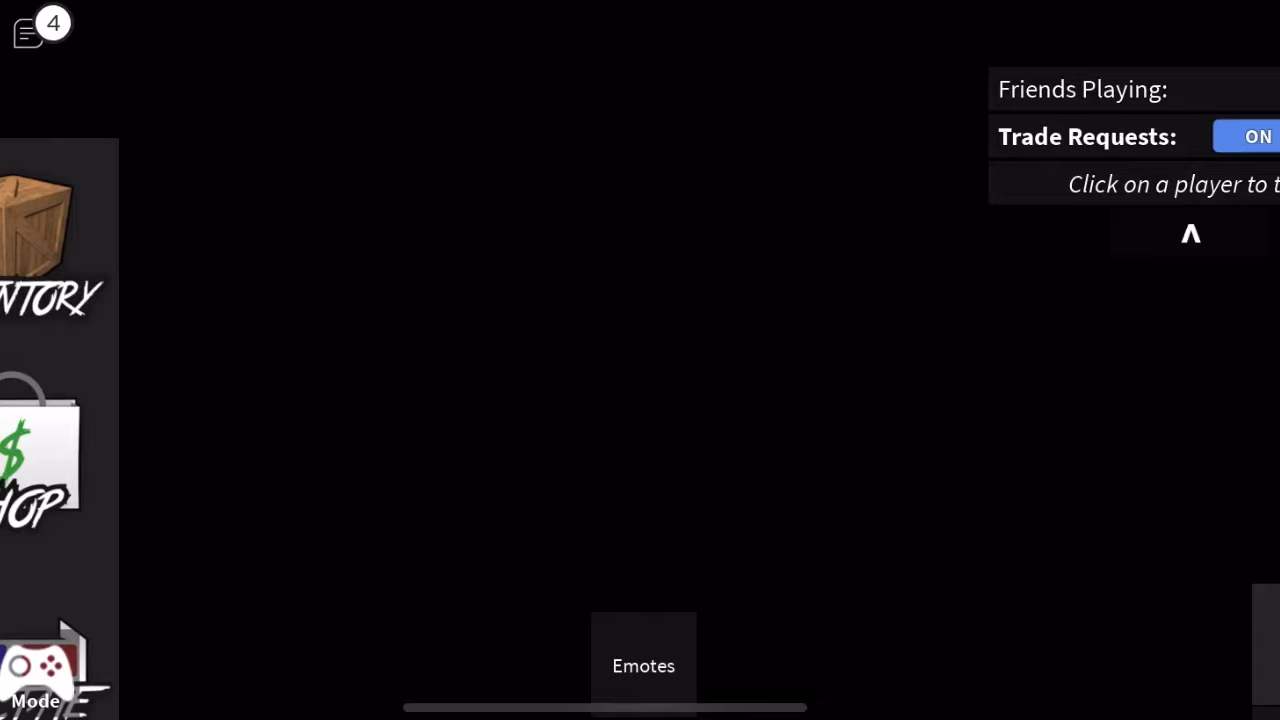 4
Friends Playing:
Trade Requests:
ON
Click on a player to t
ʌ
NTORY
$
HOP
Emotes
Mode